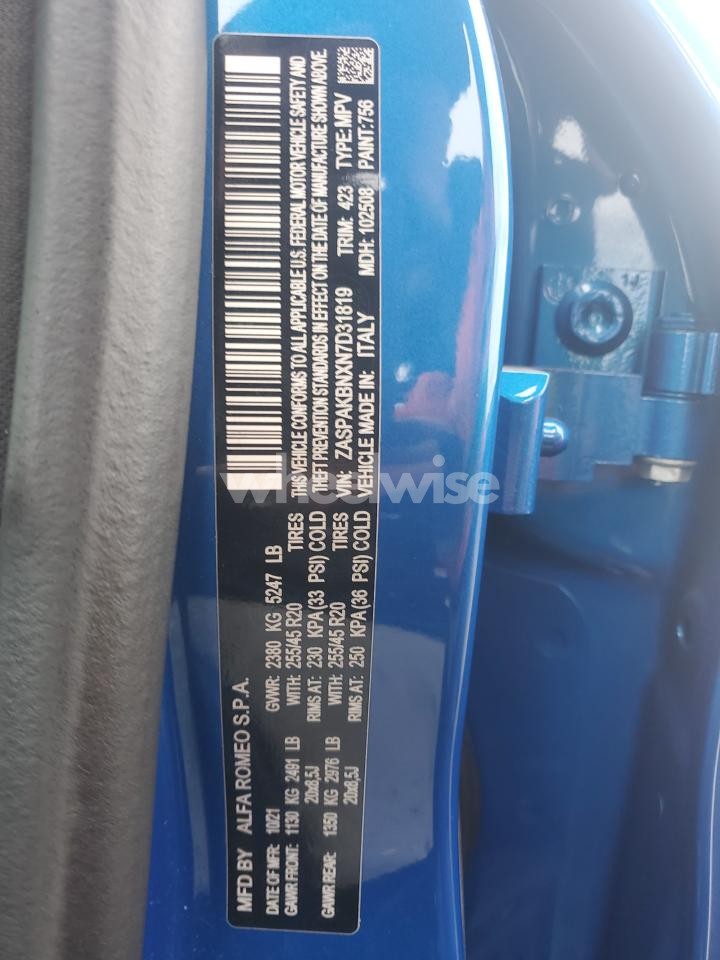 MFD BY ALFA ROMEO S.P.A.
DATE OF MFR: 10/21 GVWR: 2380 KG 5247 LB
GAWR FRONT: 1130 KG 2491 LB WITH: 255/45 R20 TIRES
20x8,5J RIMS AT: 230 KPA(33 PSI) COLD
GAWR REAR: 1350 KG 2976 LB WITH: 255/45 R20 TIRES
20x8,5J RIMS AT: 250 KPA(36 PSI) COLD
THIS VEHICLE CONFORMS TO ALL APPLICABLE U.S. FEDERAL MOTOR VEHICLE SAFETY AND
THEFT PREVENTION STANDARDS IN EFFECT ON THE DATE OF MANUFACTURE SHOWN ABOVE.
VIN: ZASPAKBNXN7D31819 TRIM: 423 TYPE: MPV
VEHICLE MADE IN: ITALY MDH: 102508 PAINT: 756
wheelwise